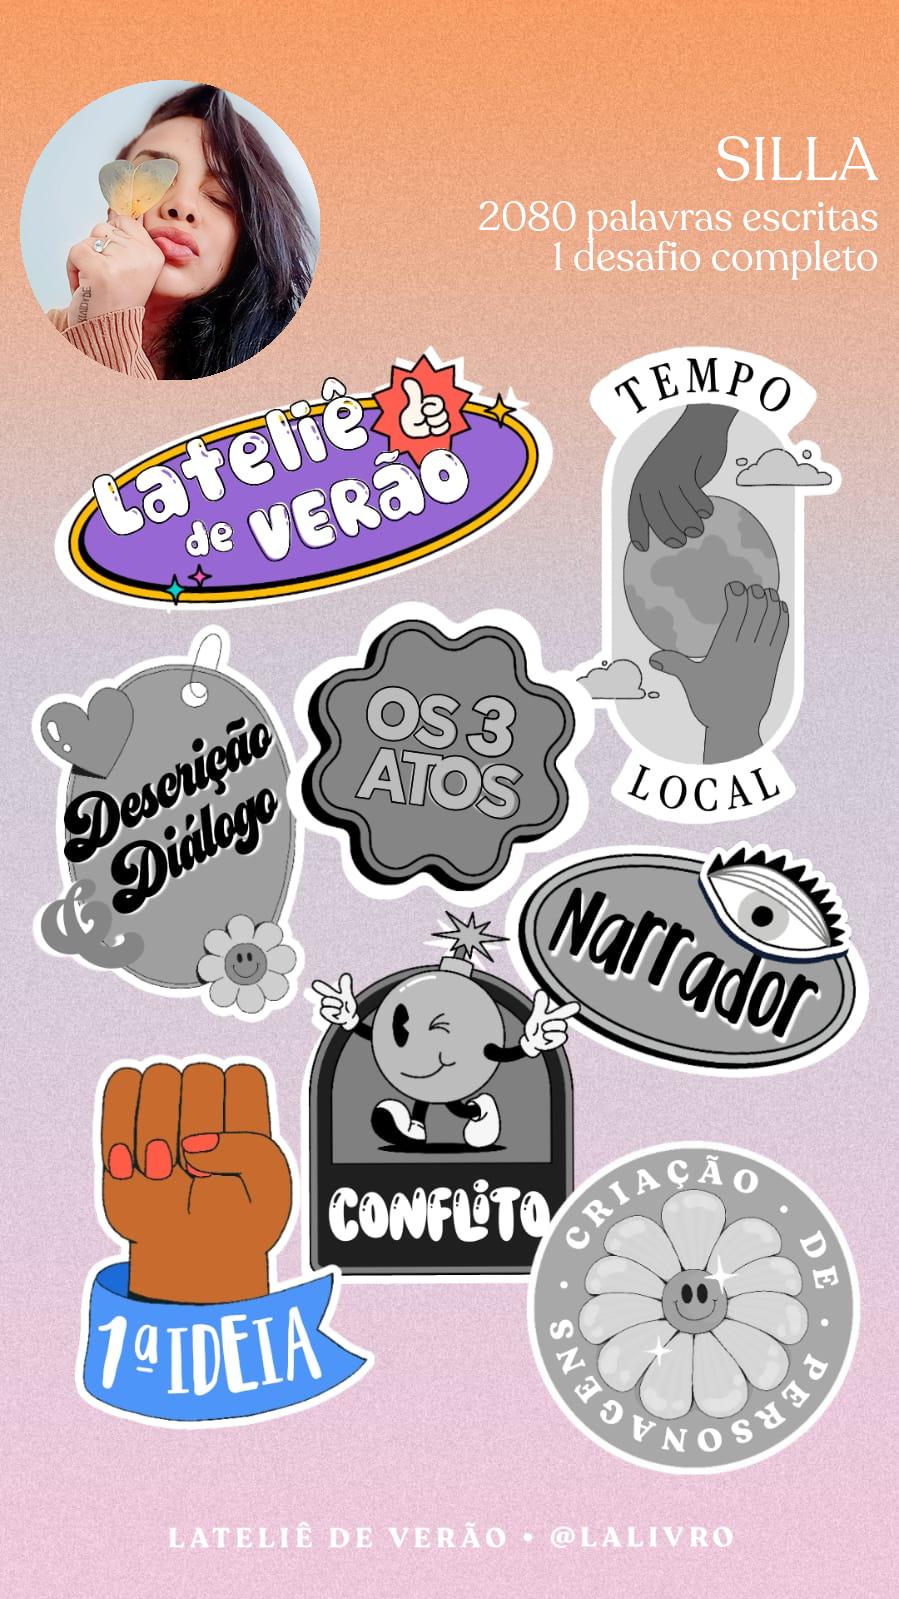 SILLA
2080 palavras escritas
1 desafio completo
Lateliê
de VERÃO
TEMPO
LOCAL
OS 3
ATOS
Descrição
Diálogo
&
Narrador
CONFLiTO
1ª IDEIA
CRIAÇÃO · DE · PERSONAGENS ·
LATELIÊ DE VERÃO • @LALIVRO